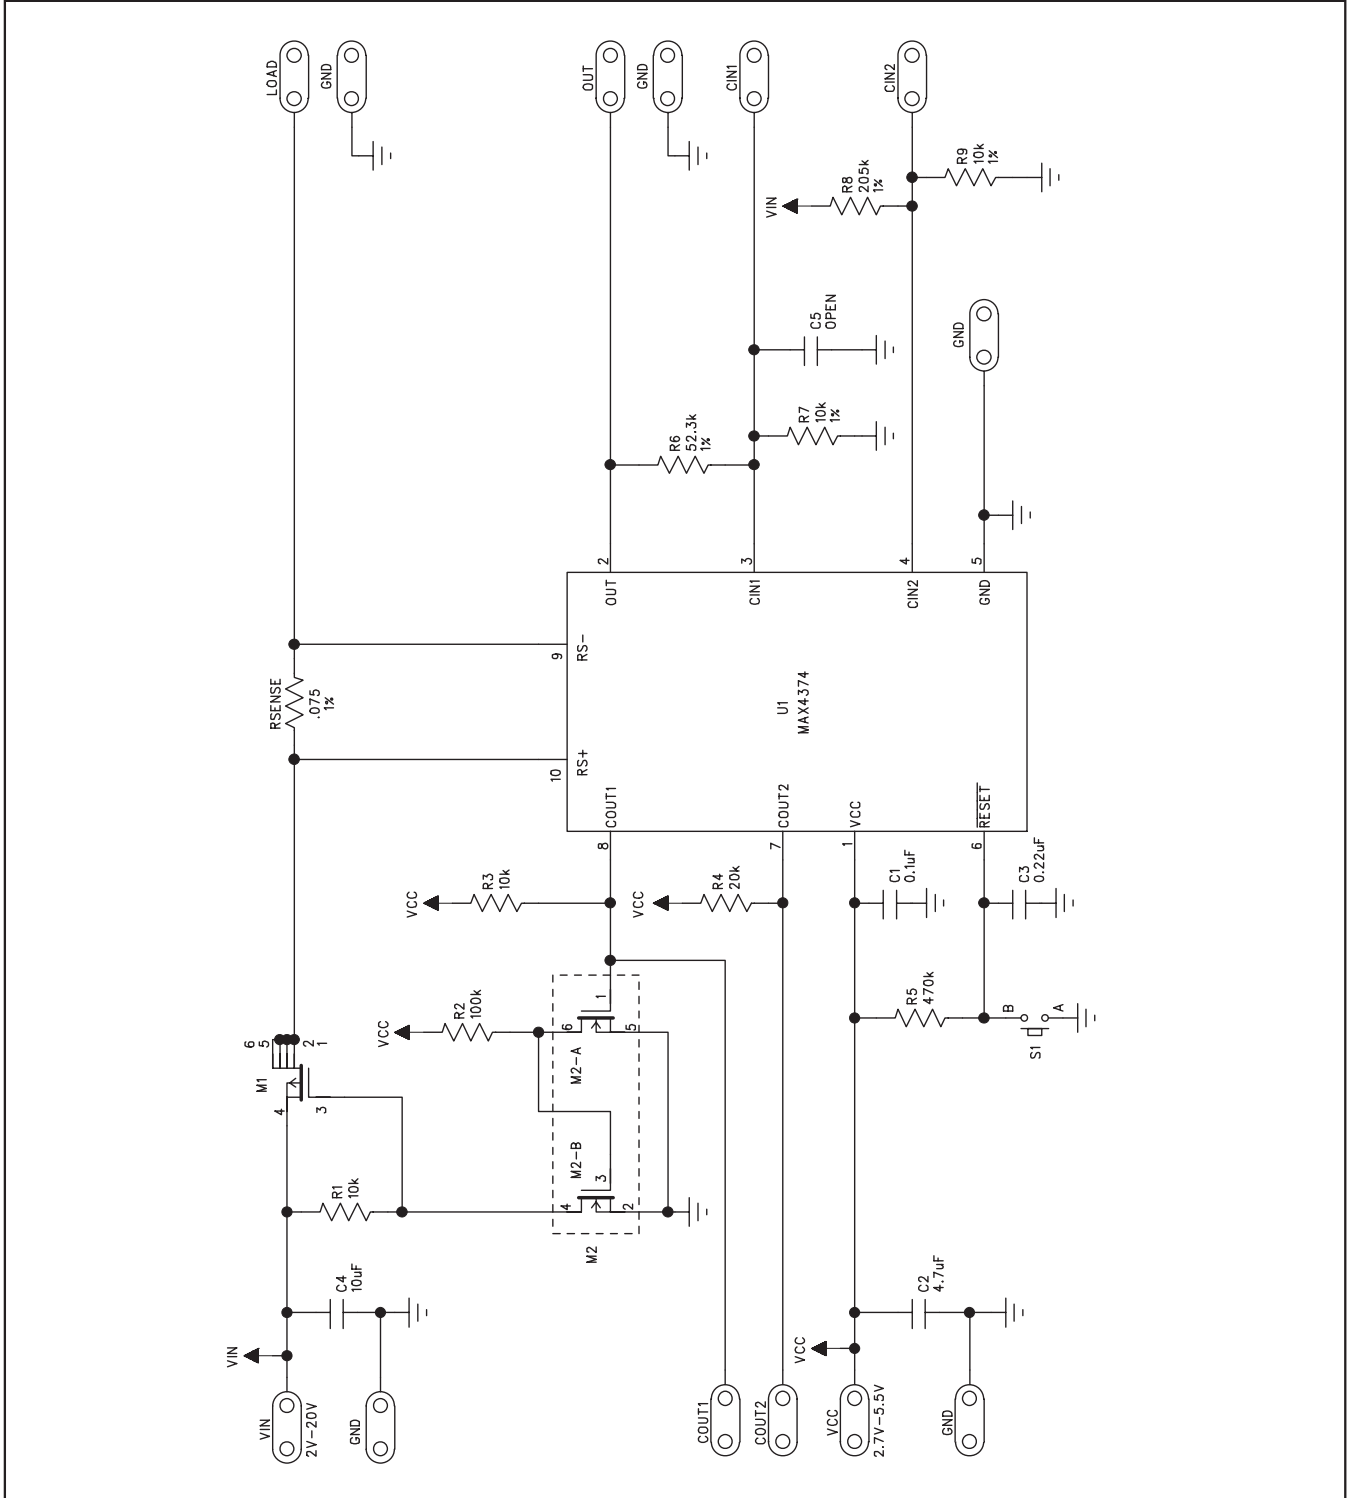 LOAD
GND
OUT
GND
CIN1
CIN2
VIN
R8
205k
1%
R9
10k
1%
C5
OPEN
GND
R6
52.3k
1%
R7
10k
1%
2
3
4
5
OUT
CIN1
CIN2
GND
9
RS-
RSENSE
.075
1%
U1
MAX4374
10
RS+
COUT1
COUT2
VCC
RESET
8
7
1
6
VCC
R3
10k
VCC
R4
20k
C1
0.1uF
C3
0.22uF
VCC
R2
100k
1
6
5
M2-A
R5
470k
B
A
S1
6
5
2
1
M1
4
3
M2-B
3
4
2
M2
R1
10k
C4
10uF
C2
4.7uF
VIN
VCC
VIN
2V-20V
GND
COUT1
COUT2
VCC
2.7V-5.5V
GND